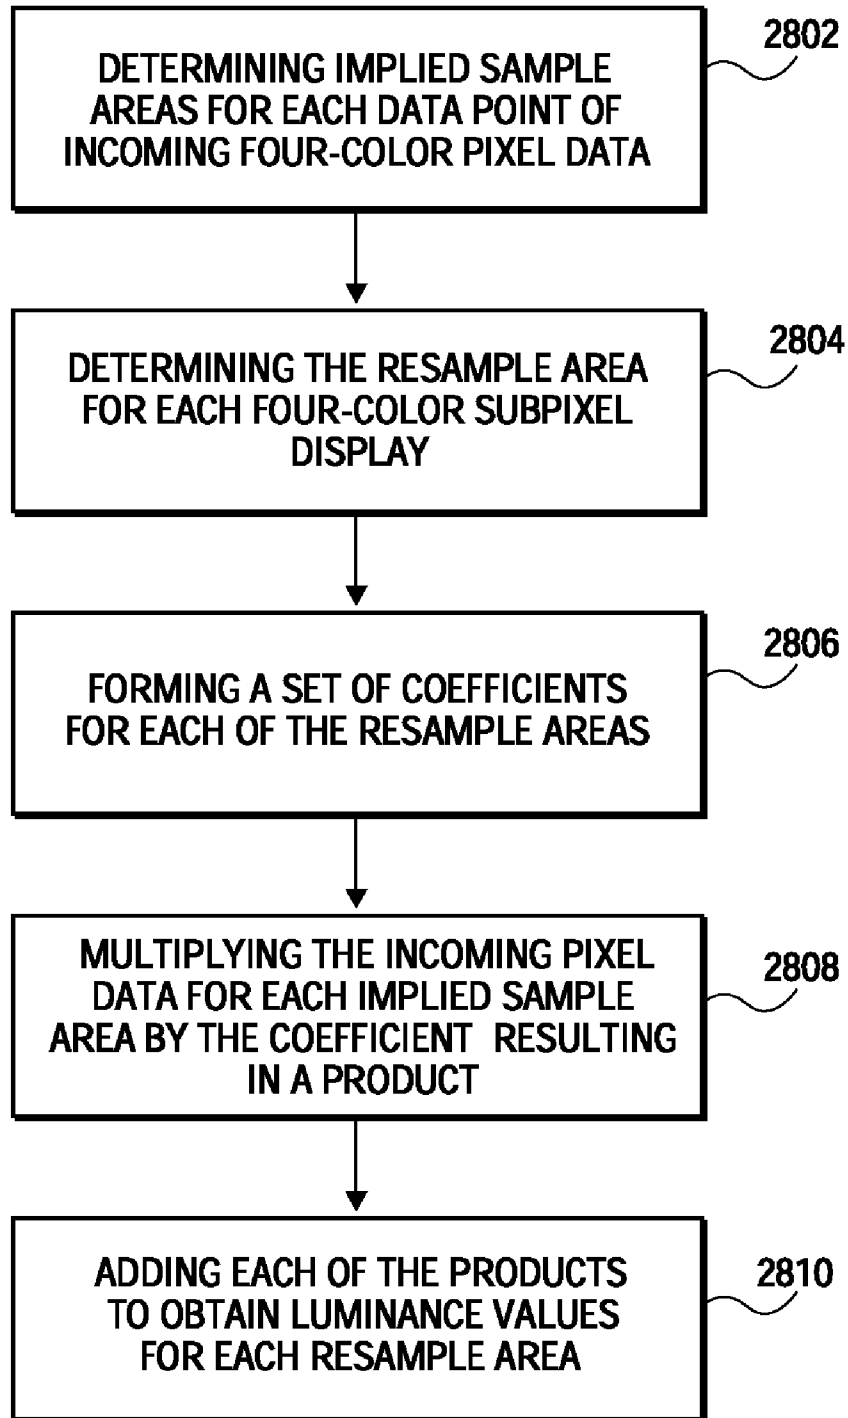 2802
DETERMINING IMPLIED SAMPLE
AREAS FOR EACH DATA POINT OF
INCOMING FOUR-COLOR PIXEL DATA
2804
DETERMINING THE RESAMPLE AREA
FOR EACH FOUR-COLOR SUBPIXEL
DISPLAY
2806
FORMING A SET OF COEFFICIENTS
FOR EACH OF THE RESAMPLE AREAS
2808
MULTIPLYING THE INCOMING PIXEL
DATA FOR EACH IMPLIED SAMPLE
AREA BY THE COEFFICIENT RESULTING
IN A PRODUCT
2810
ADDING EACH OF THE PRODUCTS
TO OBTAIN LUMINANCE VALUES
FOR EACH RESAMPLE AREA